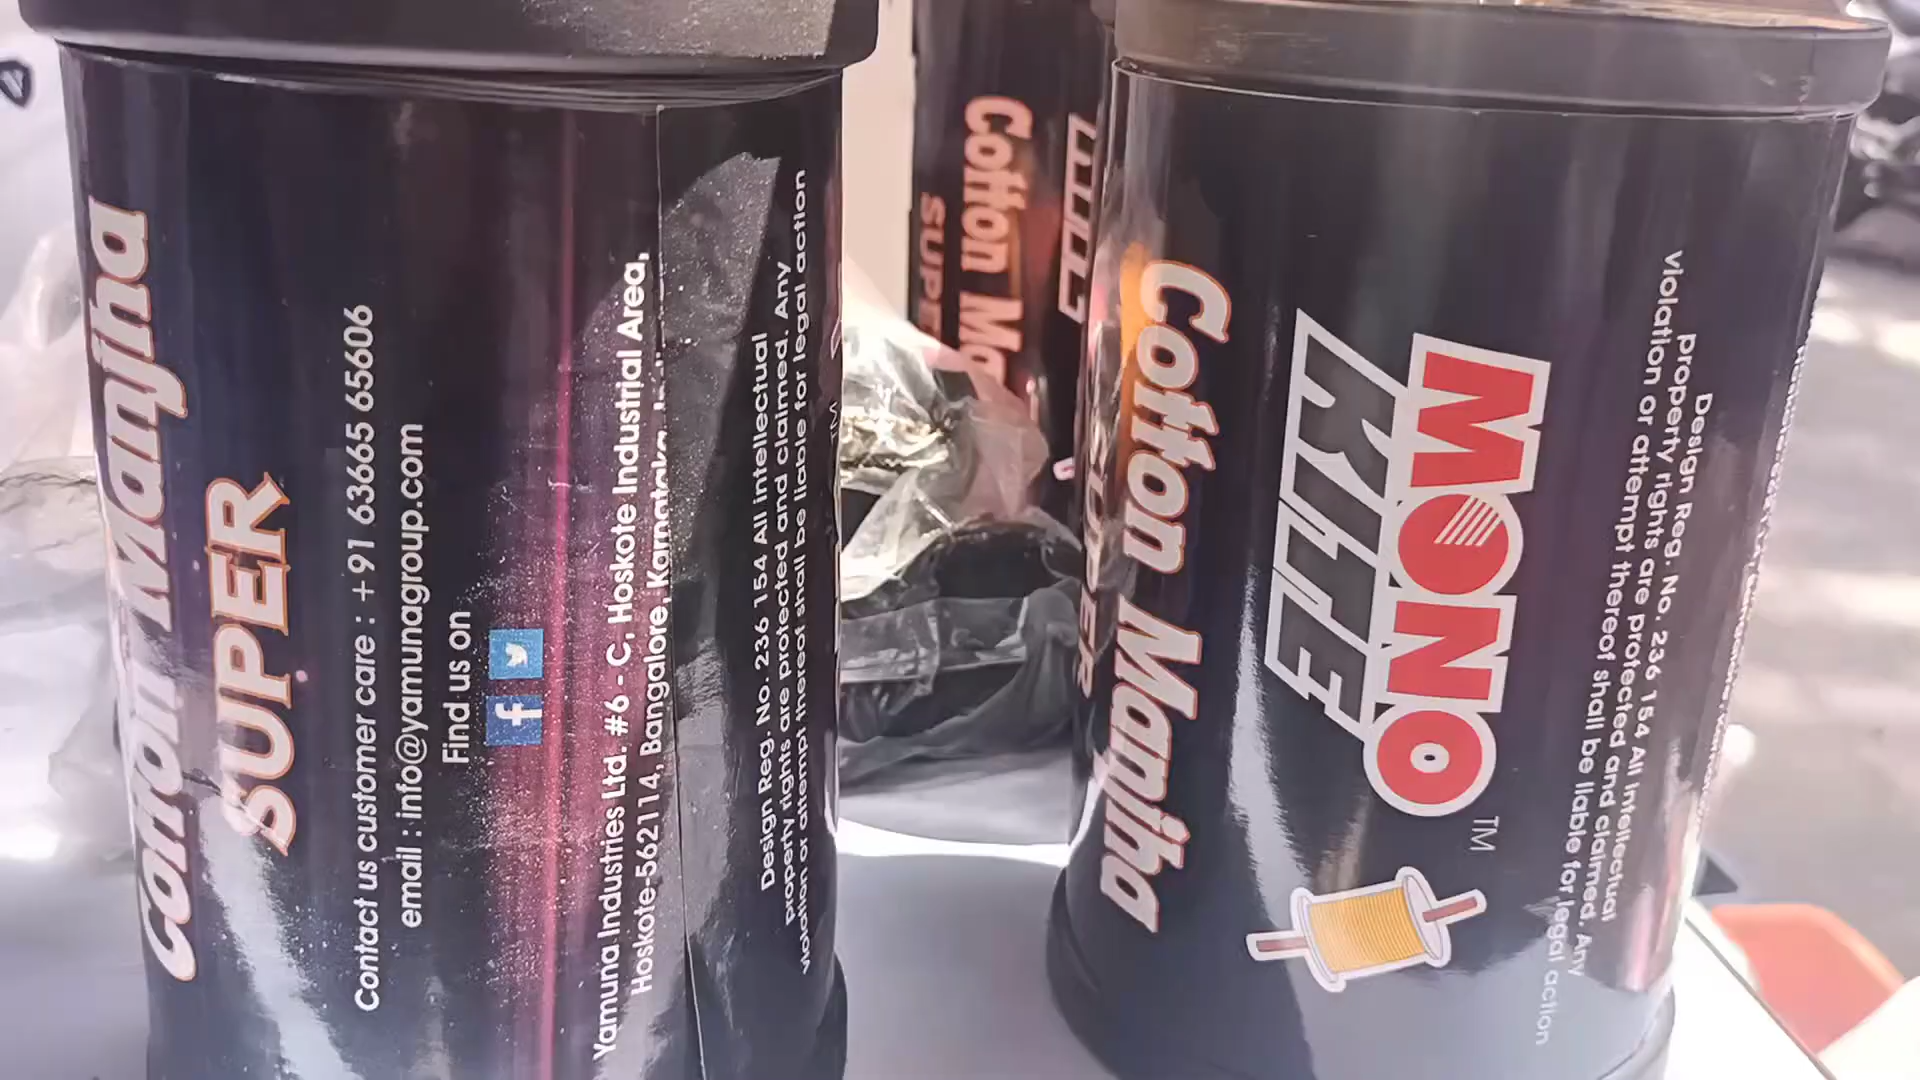 Cotton Manjha
SUPER
Contact us customer care : +91 63665 65606
email : info@yamunagroup.com
Find us on
Yamuna Industries Ltd. #6 - C, Hoskote Industrial Area,
Hoskote-562114, Bangalore, Karnataka,
Design Reg. No. 236 154 All intellectual
property rights are protected and claimed. Any
violation or attempt thereof shall be liable for legal action
TM
Cotton
SUPER
MONO
KITE
TM
Cotton Manjha
SUPER
Design Reg. No. 236 154 All intellectual
property rights are protected and claimed. Any
violation or attempt thereof shall be liable for legal action